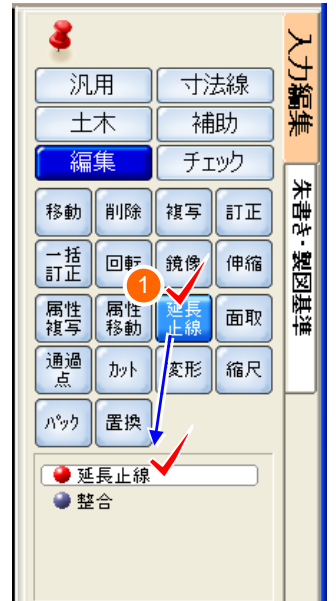 入力編集
朱書き・製図基準
汎用
寸法線
土木
補助
編集
チェック
移動
削除
複写
訂正
一括
訂正
回転
鏡像
伸縮
1
属性
複写
属性
移動
延長
止線
面取
通過
点
カット
変形
縮尺
パック
置換
延長止線
整合